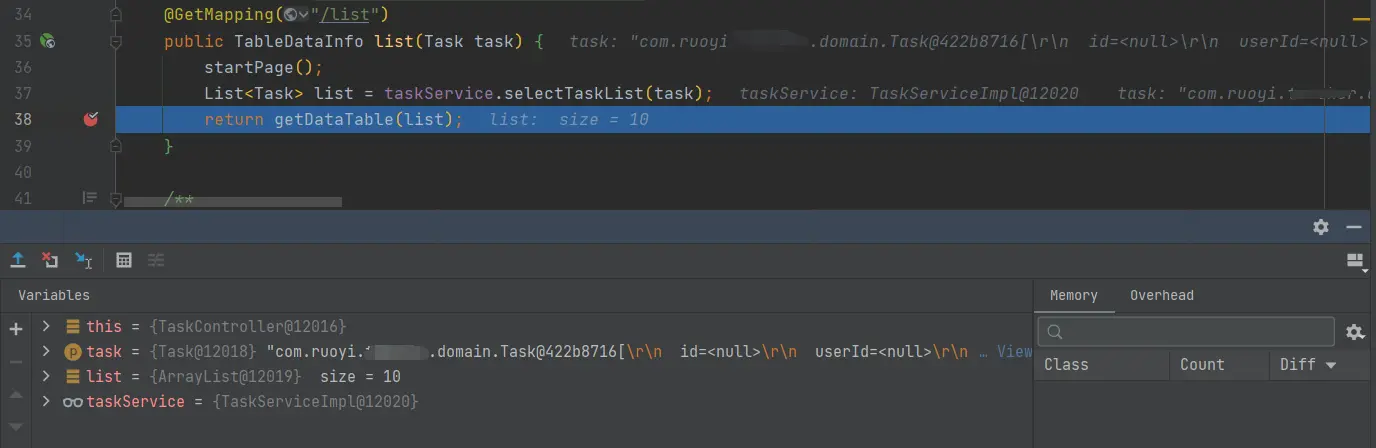 34 @GetMapping("/list")
35 public TableDataInfo list(Task task) { task: "com.ruoyi .domain.Task@422b8716[\r\n id=<null>\r\n userId=<null>
36 startPage();
37 List<Task> list = taskService.selectTaskList(task); taskService: TaskServiceImpl@12020 task: "com.ruoyi.
38 return getDataTable(list); list: size = 10
39 }
40
41 /**
Variables
Memory Overhead
+ > this = {TaskController@12016}
> p task = {Task@12018} "com.ruoyi. .domain.Task@422b8716[\r\n id=<null>\r\n userId=<null>\r\n … View
Class Count Diff
> list = {ArrayList@12019} size = 10
> taskService = {TaskServiceImpl@12020}